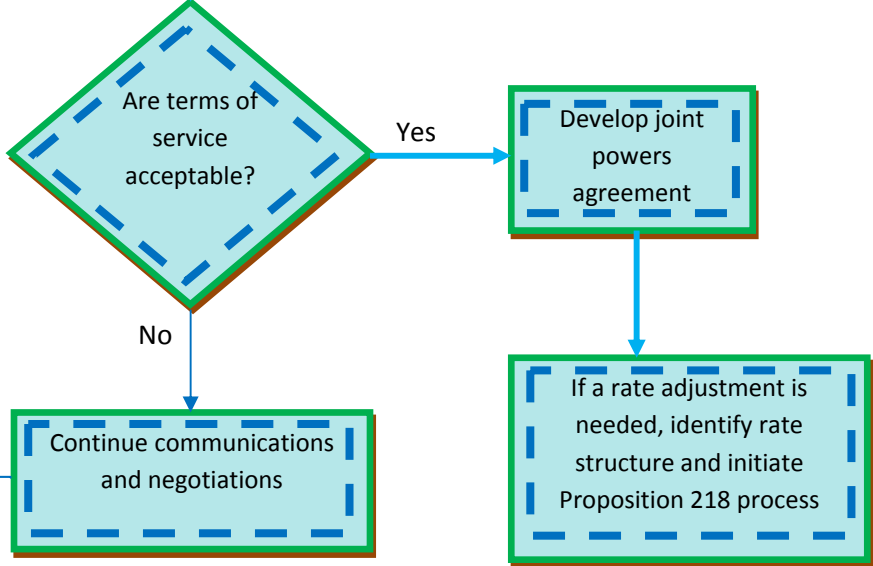 Are terms of
service
acceptable?
Yes
Develop joint
powers
agreement
No
Continue communications
and negotiations
If a rate adjustment is
needed, identify rate
structure and initiate
Proposition 218 process